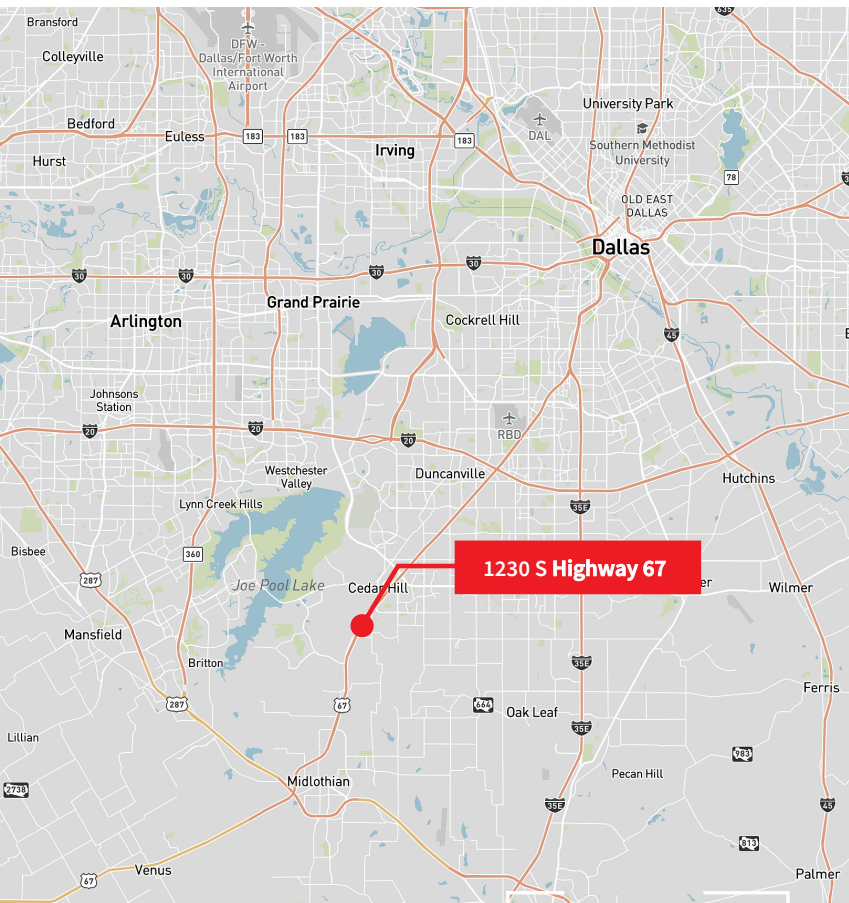 635
Bransford
DFW -
Dallas/Fort Worth
International
Airport
Colleyville
University Park
Bedford
Euless
183
183
183
DAL
Irving
Southern Methodist
University
Hurst
78
OLD EAST
DALLAS
Dallas
30
30
30
30
Grand Prairie
Arlington
Cockrell Hill
45
Johnsons
Station
20
20
20
RBD
Westchester
Valley
Duncanville
Hutchins
Lynn Creek Hills
35E
Bisbee
360
1230 S Highway 67
287
Joe Pool Lake
Cedar Hill
er
Wilmer
Mansfield
Britton
35E
Ferris
287
67
664
Oak Leaf
35E
Lillian
983
Pecan Hill
Midlothian
2738
35E
45
813
Venus
67
Palmer